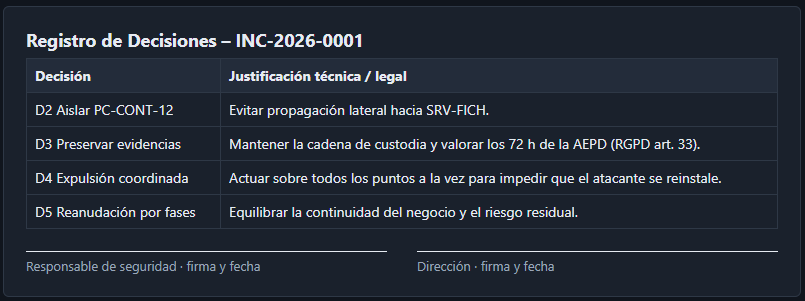 Registro de Decisiones – INC-2026-0001
Decisión Justificación técnica / legal
D2 Aislar PC-CONT-12 Evitar propagación lateral hacia SRV-FICH.
D3 Preservar evidencias Mantener la cadena de custodia y valorar los 72 h de la AEPD (RGPD art. 33).
D4 Expulsión coordinada Actuar sobre todos los puntos a la vez para impedir que el atacante se reinstale.
D5 Reanudación por fases Equilibrar la continuidad del negocio y el riesgo residual.
Responsable de seguridad · firma y fecha Dirección · firma y fecha